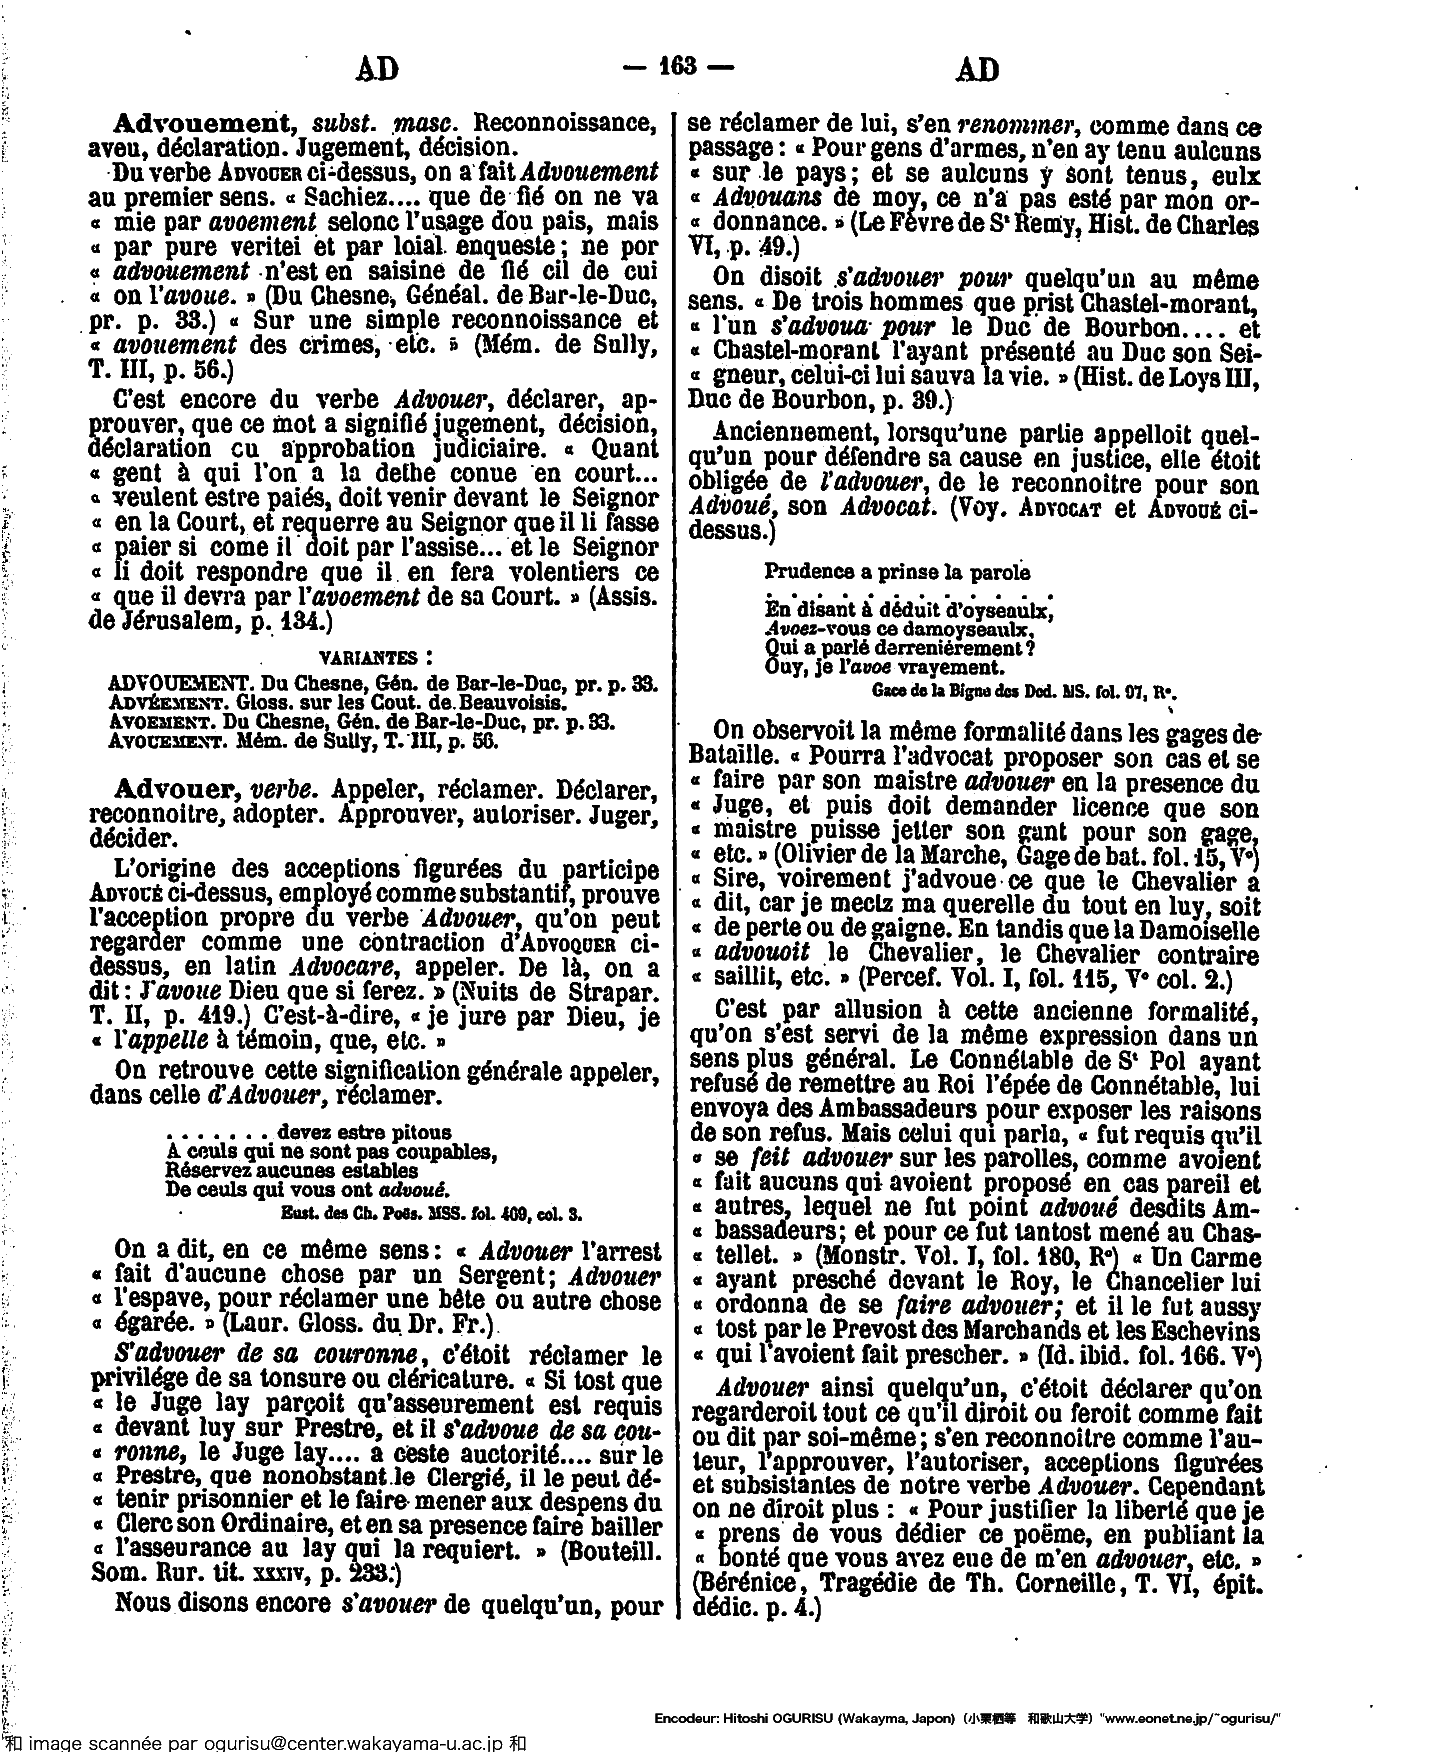 AD — 163 — AD
Advouement, subst. masc. Reconnoissance,
aveu, déclaration. Jugement, décision.
Du verbe ADVOUER ci-dessus, on a fait Advouement
au premier sens. « Sachiez.... que de fié on ne va
« mie par avoement selonc l'usage dou pais, mais
« par pure veritei et par loial enqueste ; ne por
« advouement n'est en saisine de fié cil de cui
« on l'avoue. » (Du Chesne, Généal. de Bar-le-Duc,
pr. p. 33.) « Sur une simple reconnoissance et
« avouement des crimes, etc. » (Mém. de Sully,
T. III, p. 56.)
C'est encore du verbe Advouer, déclarer, ap-
prouver, que ce mot a signifié jugement, décision,
déclaration cu approbation judiciaire. « Quant
« gent à qui l'on a la dethe conue en court...
« veulent estre paiés, doit venir devant le Seignor
« en la Court, et requerre au Seignor que il li fasse
« paier si come il doit par l'assise... et le Seignor
« li doit respondre que il en fera volentiers ce
« que il devra par l'avoement de sa Court. » (Assis.
de Jérusalem, p. 134.)
VARIANTES :
ADVOUEMENT. Du Chesne, Gén. de Bar-le-Duc, pr. p. 33.
ADVÉEMENT. Gloss. sur les Cout. de Beauvoisis.
AVOEMENT. Du Chesne, Gén. de Bar-le-Duc, pr. p. 33.
AVOUEMENT. Mém. de Sully, T. III, p. 56.
Advouer, verbe. Appeler, réclamer. Déclarer,
reconnoitre, adopter. Approuver, autoriser. Juger,
décider.
L'origine des acceptions figurées du participe
ADVOUÉ ci-dessus, employé comme substantif, prouve
l'acception propre du verbe Advouer, qu'on peut
regarder comme une contraction d'ADVOQUER ci-
dessus, en latin Advocare, appeler. De là, on a
dit : J'avoue Dieu que si ferez. » (Nuits de Strapar.
T. II, p. 419.) C'est-à-dire, « je jure par Dieu, je
« l'appelle à témoin, que, etc. »
On retrouve cette signification générale appeler,
dans celle d'Advouer, réclamer.
. . . . . . . devez estre pitous
A ceuls qui ne sont pas coupables,
Réservez aucunes estables
De ceuls qui vous ont advoué.
Eust. des Ch. Poës. MSS. fol. 409, col. 3.
On a dit, en ce même sens : « Advouer l'arrest
« fait d'aucune chose par un Sergent ; Advouer
« l'espave, pour réclamer une bête ou autre chose
« égarée. » (Laur. Gloss. du Dr. Fr.)
S'advouer de sa couronne, c'étoit réclamer le
privilége de sa tonsure ou cléricature. « Si tost que
« le Juge lay parçoit qu'asseurement est requis
« devant luy sur Prestre, et il s'advoue de sa cou-
« ronne, le Juge lay.... a ceste auctorité.... sur le
« Prestre, que nonobstant le Clergié, il le peut dé-
« tenir prisonnier et le faire mener aux despens du
« Clerc son Ordinaire, et en sa presence faire bailler
« l'asseurance au lay qui la requiert. » (Bouteill.
Som. Rur. tit. XXXIV, p. 233.)
Nous disons encore s'avouer de quelqu'un, pour
se réclamer de lui, s'en renommer, comme dans ce
passage : « Pour gens d'armes, n'en ay tenu aulcuns
« sur le pays ; et se aulcuns y sont tenus, eulx
« Advouans de moy, ce n'a pas esté par mon or-
« donnance. » (Le Fèvre de St Remy, Hist. de Charles
VI, p. 49.)
On disoit s'advouer pour quelqu'un au même
sens. « De trois hommes que prist Chastel-morant,
« l'un s'advoua pour le Duc de Bourbon.... et
« Chastel-morant l'ayant présenté au Duc son Sei-
« gneur, celui-ci lui sauva la vie. » (Hist. de Loys III,
Duc de Bourbon, p. 39.)
Anciennement, lorsqu'une partie appelloit quel-
qu'un pour défendre sa cause en justice, elle étoit
obligée de l'advouer, de le reconnoître pour son
Advoué, son Advocat. (Voy. ADVOCAT et ADVOUÉ ci-
dessus.)
Prudence a prinse la parole
. . . . . . . . . . . .
En disant à déduit d'oyseaulx,
Avoez-vous ce damoyseaulx,
Qui a parlé derreniérement ?
Ouy, je l'avoe vrayement.
Gace de la Bigne des Ded. MS. fol. 97, R°.
On observoit la même formalité dans les gages de
Bataille. « Pourra l'advocat proposer son cas et se
« faire par son maistre advouer en la presence du
« Juge, et puis doit demander licence que son
« maistre puisse jetter son gant pour son gage,
« etc. » (Olivier de la Marche, Gage de bat. fol. 15, V°)
« Sire, voirement j'advoue ce que le Chevalier a
« dit, car je mectz ma querelle du tout en luy, soit
« de perte ou de gaigne. En tandis que la Damoiselle
« advouoit le Chevalier, le Chevalier contraire
« saillit, etc. » (Percef. Vol. I, fol. 115, V° col. 2.)
C'est par allusion à cette ancienne formalité,
qu'on s'est servi de la même expression dans un
sens plus général. Le Connétable de St Pol ayant
refusé de remettre au Roi l'épée de Connétable, lui
envoya des Ambassadeurs pour exposer les raisons
de son refus. Mais celui qui parla, « fut requis qu'il
« se feit advouer sur les parolles, comme avoient
« fait aucuns qui avoient proposé en cas pareil et
« autres, lequel ne fut point advoué desdits Am-
« bassadeurs ; et pour ce fut tantost mené au Chas-
« tellet. » (Monstr. Vol. I, fol. 180, R°) « Un Carme
« ayant presché devant le Roy, le Chancelier lui
« ordonna de se faire advouer ; et il le fut aussy
« tost par le Prevost des Marchands et les Eschevins
« qui l'avoient fait prescher. » (Id. ibid. fol. 166. V°)
Advouer ainsi quelqu'un, c'étoit déclarer qu'on
regarderoit tout ce qu'il diroit ou feroit comme fait
ou dit par soi-même ; s'en reconnoître comme l'au-
teur, l'approuver, l'autoriser, acceptions figurées
et subsistantes de notre verbe Advouer. Cependant
on ne diroit plus : « Pour justifier la liberté que je
« prens de vous dédier ce poëme, en publiant la
« bonté que vous avez eue de m'en advouer, etc. »
(Bérénice, Tragédie de Th. Corneille, T. VI, épit.
dédic. p. 4.)
Encodeur: Hitoshi OGURISU (Wakayma, Japon) (小栗栖等 和歌山大学) "www.eonet.ne.jp/~ogurisu/"
和 image scannée par ogurisu@center.wakayama-u.ac.jp 和